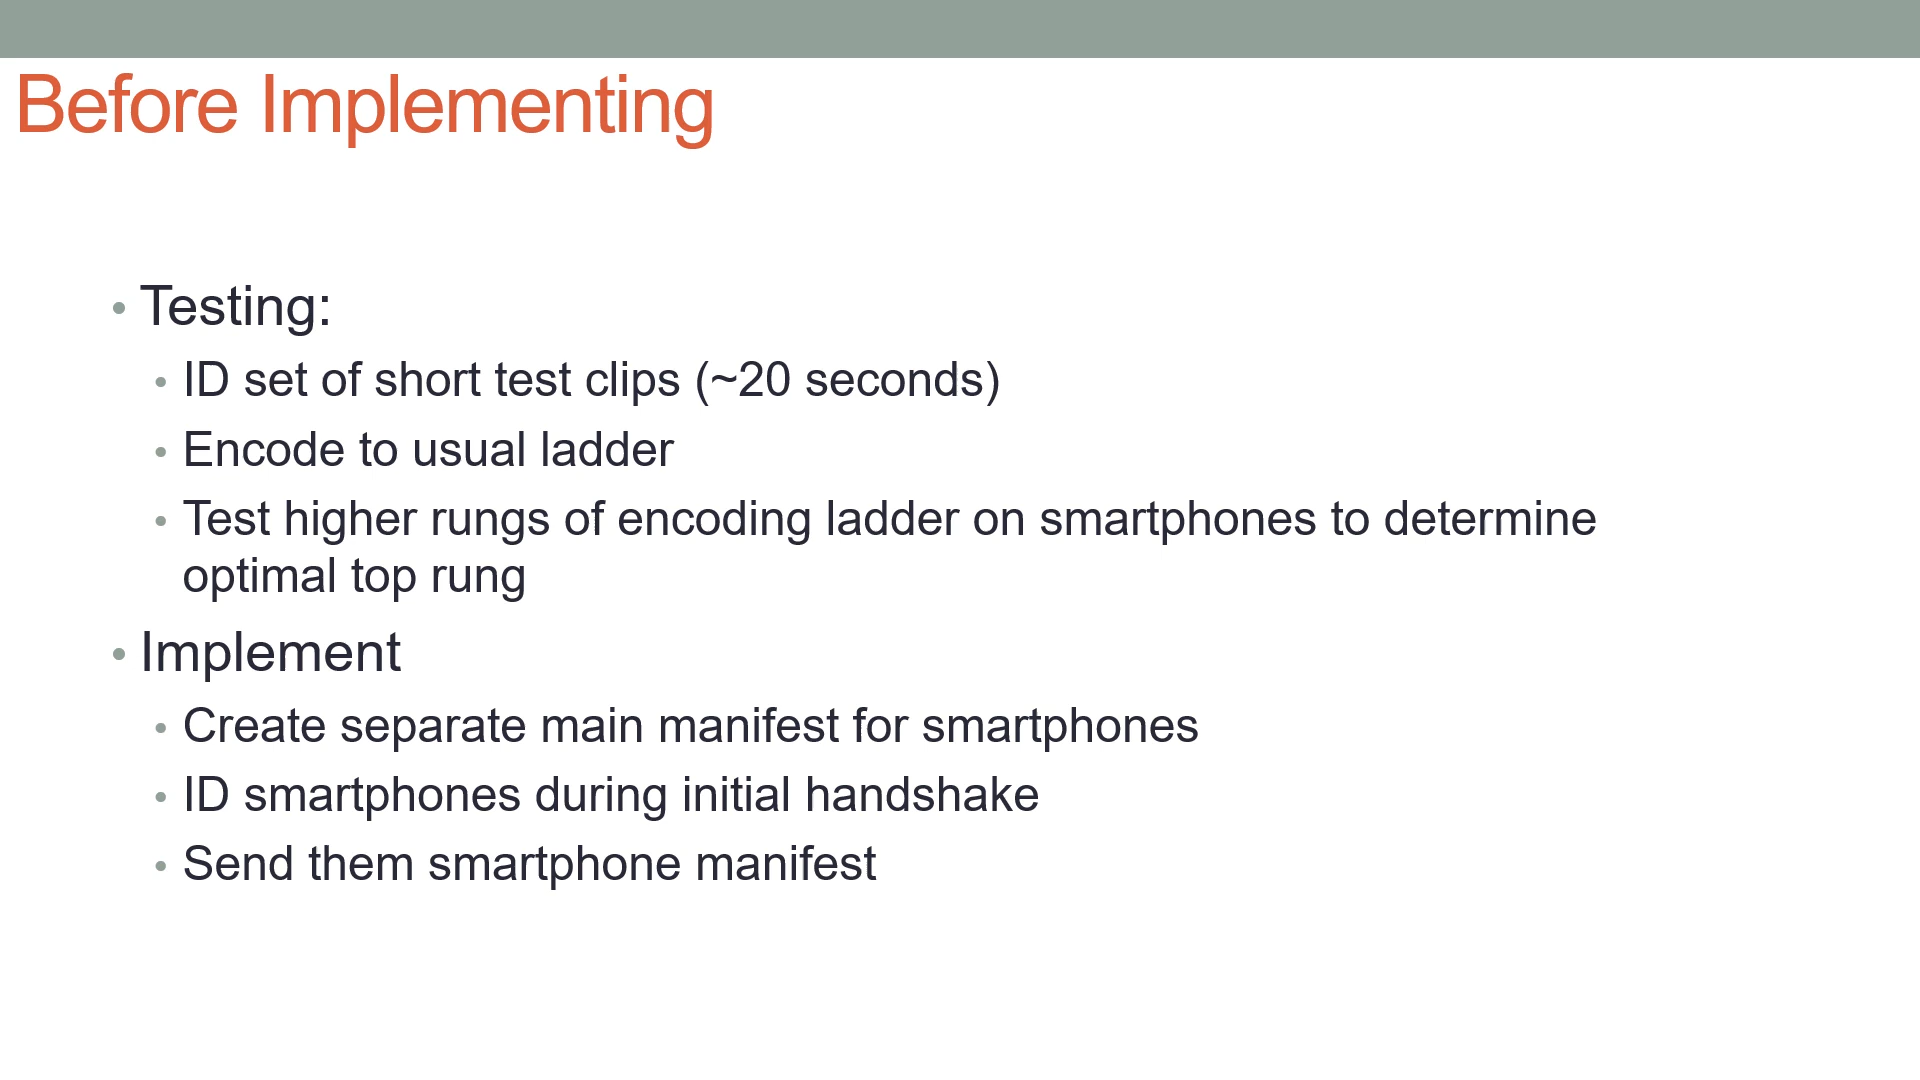 Before Implementing
• Testing:
• ID set of short test clips (~20 seconds)
• Encode to usual ladder
• Test higher rungs of encoding ladder on smartphones to determine
optimal top rung
• Implement
• Create separate main manifest for smartphones
• ID smartphones during initial handshake
• Send them smartphone manifest